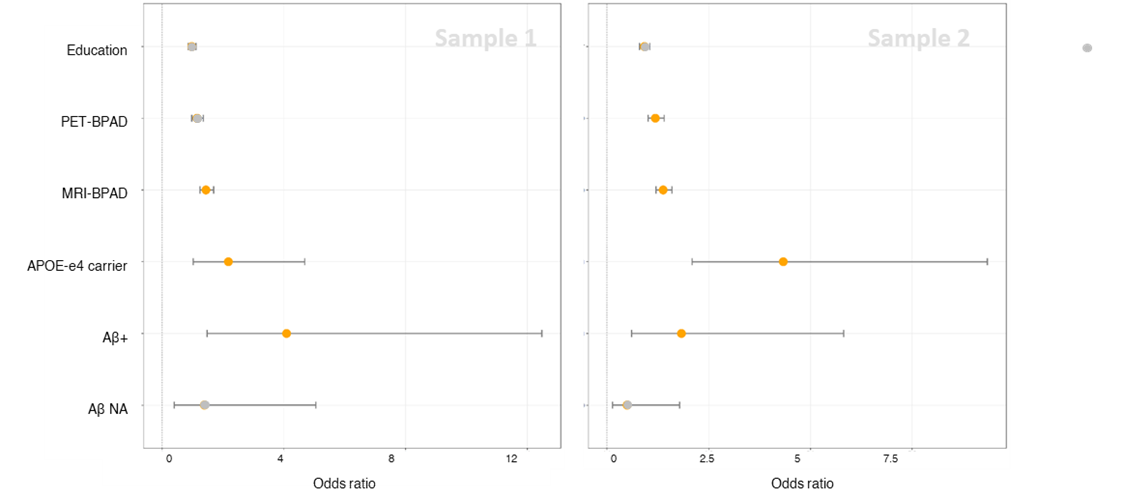 Sample 1
Sample 2
Education
PET-BPAD
MRI-BPAD
APOE-e4 carrier
Aβ+
Aβ NA
0 4 8 12
0 2.5 5 7.5
Odds ratio
Odds ratio